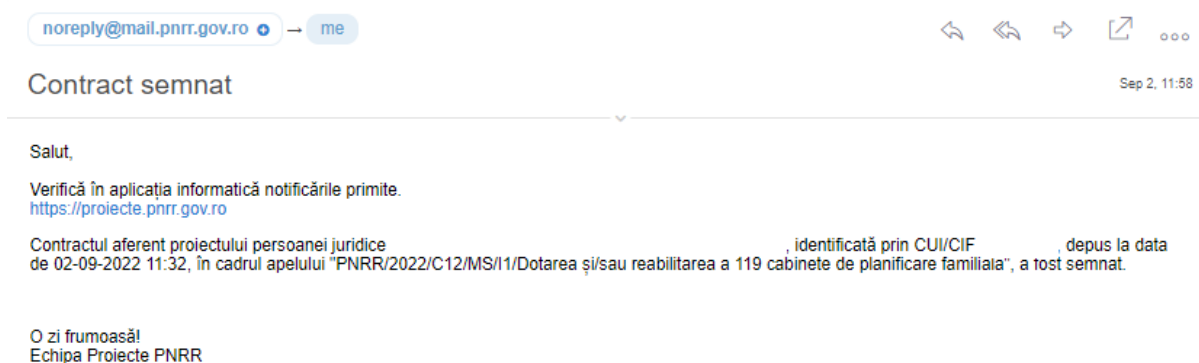 noreply@mail.pnrr.gov.ro → me
Contract semnat
Sep 2, 11:58
Salut,
Verifică în aplicația informatică notificările primite.
https://proiecte.pnrr.gov.ro
Contractul aferent proiectului persoanei juridice , identificată prin CUI/CIF , depus la data
de 02-09-2022 11:32, în cadrul apelului "PNRR/2022/C12/MS/I1/Dotarea și/sau reabilitarea a 119 cabinete de planificare familiala", a fost semnat.
O zi frumoasă!
Echipa Proiecte PNRR